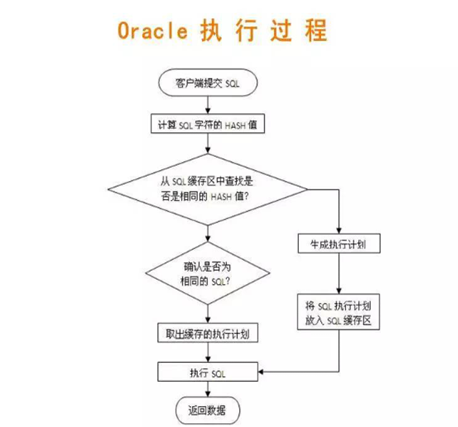 Oracle 执行过程
客户端提交 SQL
计算 SQL 字符的 HASH 值
从 SQL 缓存区中查找是
否是相同的 HASH 值?
生成执行计划
确认是否为
相同的 SQL?
将 SQL 执行计划
放入 SQL 缓存区
取出缓存的执行计划
执行 SQL
返回数据